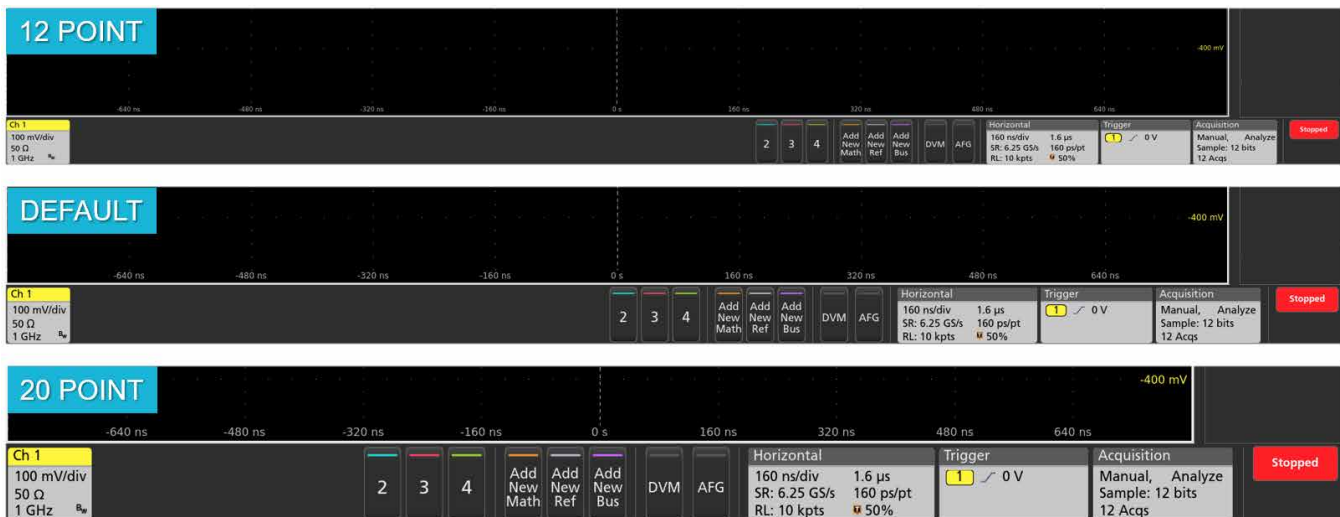 12 POINT
-400 mV
-640 ns -480 ns -320 ns -160 ns 0 s 160 ns 320 ns 480 ns 640 ns
Ch 1
100 mV/div
50 Ω
1 GHz Bw
2 3 4
Add New Math
Add New Ref
Add New Bus
DVM AFG
Horizontal
160 ns/div 1.6 µs
SR: 6.25 GS/s 160 ps/pt
RL: 10 kpts 50%
Trigger
1 0 V
Acquisition
Manual, Analyze
Sample: 12 bits
12 Acqs
Stopped
DEFAULT
-400 mV
-640 ns -480 ns -320 ns -160 ns 0 s 160 ns 320 ns 480 ns 640 ns
Ch 1
100 mV/div
50 Ω
1 GHz Bw
2 3 4
Add New Math
Add New Ref
Add New Bus
DVM AFG
Horizontal
160 ns/div 1.6 µs
SR: 6.25 GS/s 160 ps/pt
RL: 10 kpts 50%
Trigger
1 0 V
Acquisition
Manual, Analyze
Sample: 12 bits
12 Acqs
Stopped
20 POINT
-400 mV
-640 ns -480 ns -320 ns -160 ns 0 s 160 ns 320 ns 480 ns 640 ns
Ch 1
100 mV/div
50 Ω
1 GHz Bw
2 3 4
Add New Math
Add New Ref
Add New Bus
DVM AFG
Horizontal
160 ns/div 1.6 µs
SR: 6.25 GS/s 160 ps/pt
RL: 10 kpts 50%
Trigger
1 0 V
Acquisition
Manual, Analyze
Sample: 12 bits
12 Acqs
Stopped